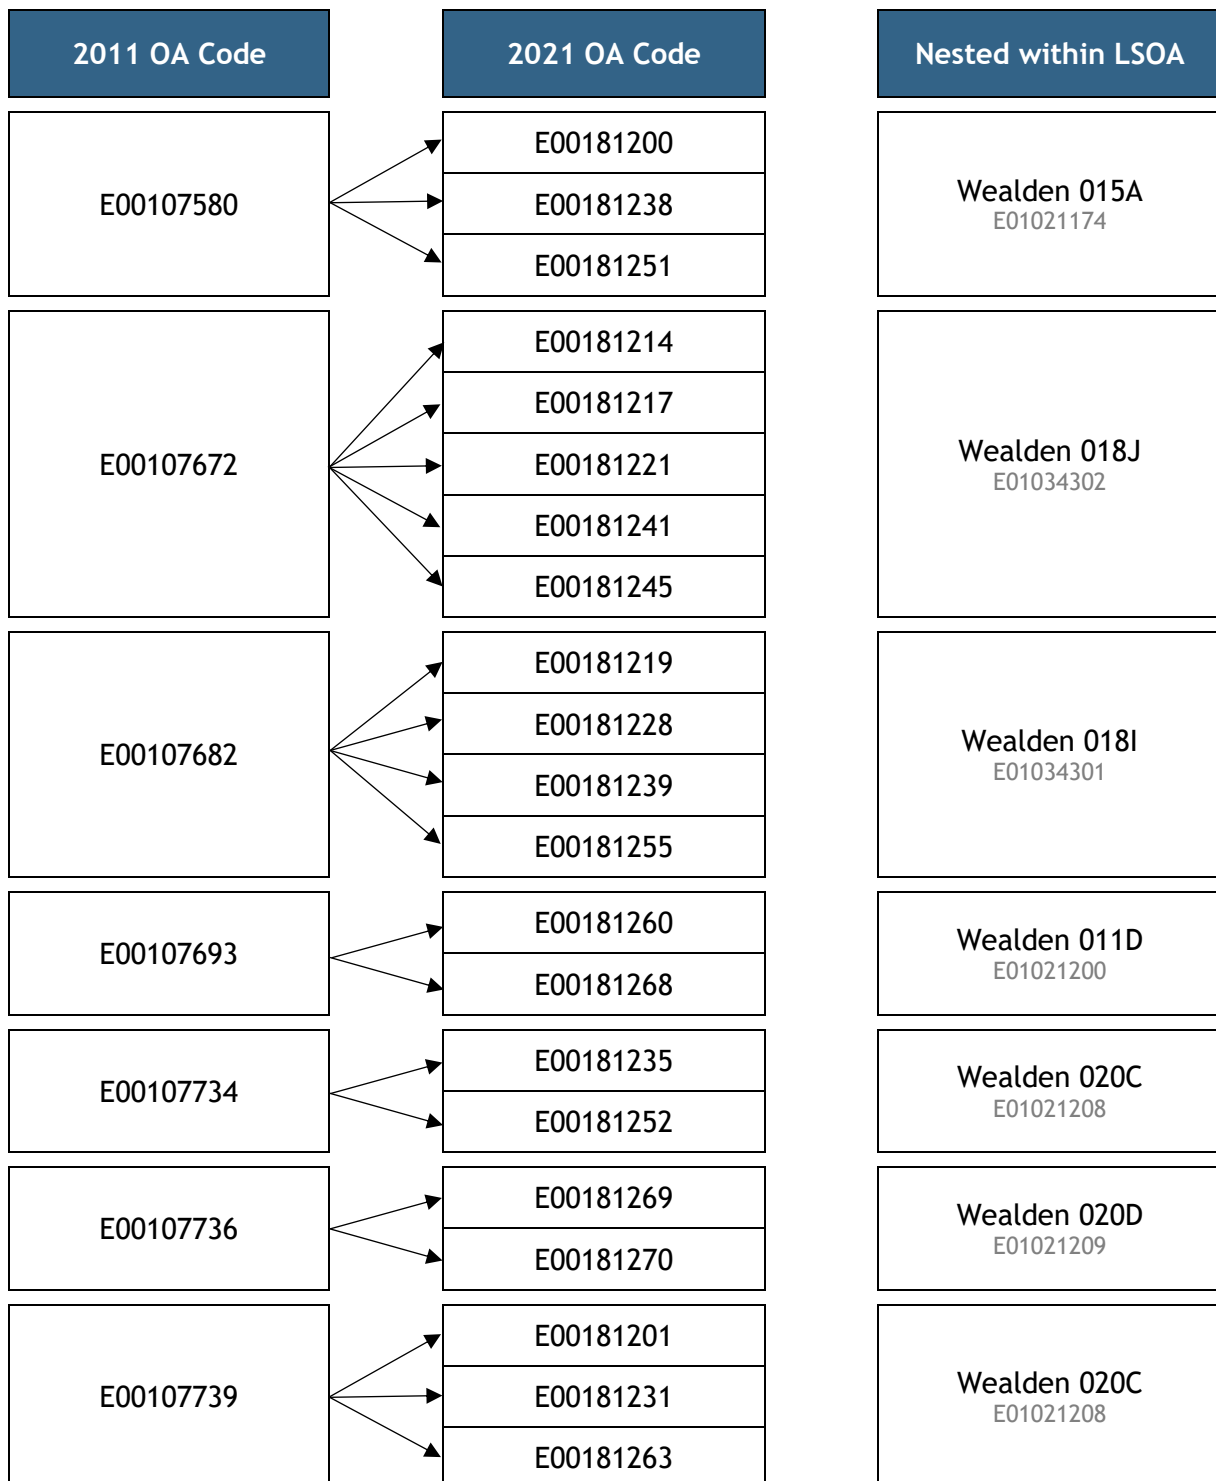 2011 OA Code
2021 OA Code
Nested within LSOA
E00107580
E00181200
E00181238
E00181251
Wealden 015A
E01021174
E00107672
E00181214
E00181217
E00181221
E00181241
E00181245
Wealden 018J
E01034302
E00107682
E00181219
E00181228
E00181239
E00181255
Wealden 018I
E01034301
E00107693
E00181260
E00181268
Wealden 011D
E01021200
E00107734
E00181235
E00181252
Wealden 020C
E01021208
E00107736
E00181269
E00181270
Wealden 020D
E01021209
E00107739
E00181201
E00181231
E00181263
Wealden 020C
E01021208